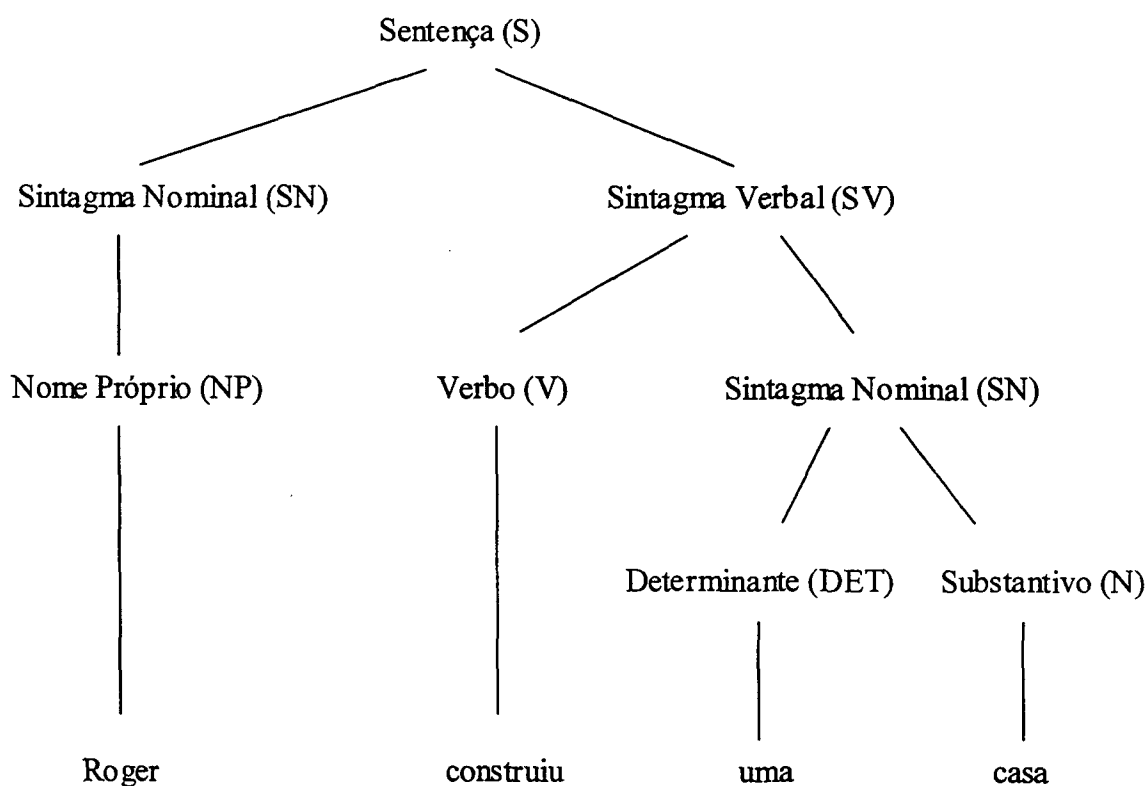 Sentença (S)
Sintagma Nominal (SN) Sintagma Verbal (SV)
Nome Próprio (NP) Verbo (V) Sintagma Nominal (SN)
Determinante (DET) Substantivo (N)
Roger construiu uma casa